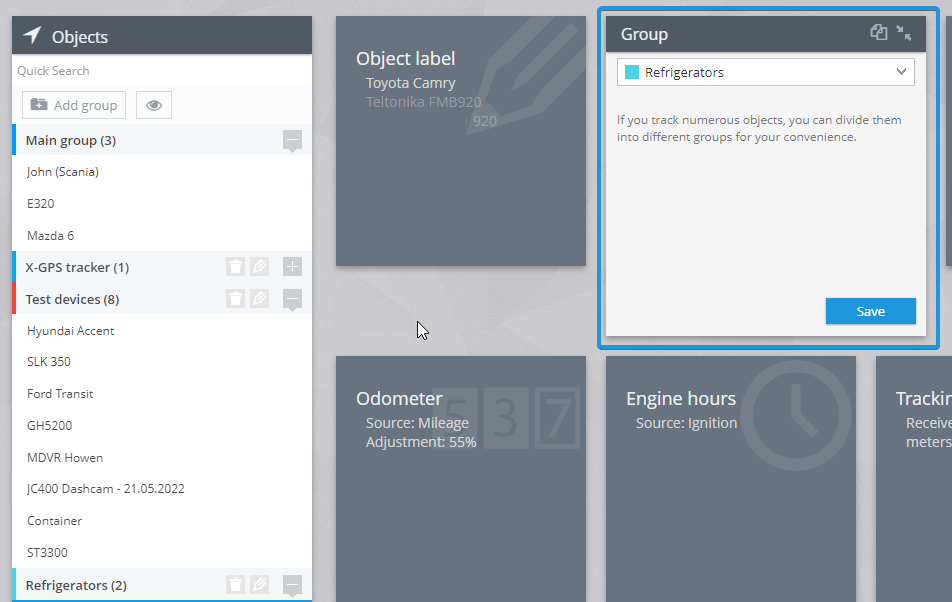 Objects
Quick Search
Add group
Main group (3)
John (Scania)
E320
Mazda 6
X-GPS tracker (1)
Test devices (8)
Hyundai Accent
SLK 350
Ford Transit
GH5200
MDVR Howen
JC400 Dashcam - 21.05.2022
Container
ST3300
Refrigerators (2)
Object label
Toyota Camry
Teltonika FMB920
920
Group
Refrigerators
If you track numerous objects, you can divide them
into different groups for your convenience.
Save
Odometer
Source: Mileage
Adjustment: 55%
5 3 7
Engine hours
Source: Ignition
Trackin
Receive
meters